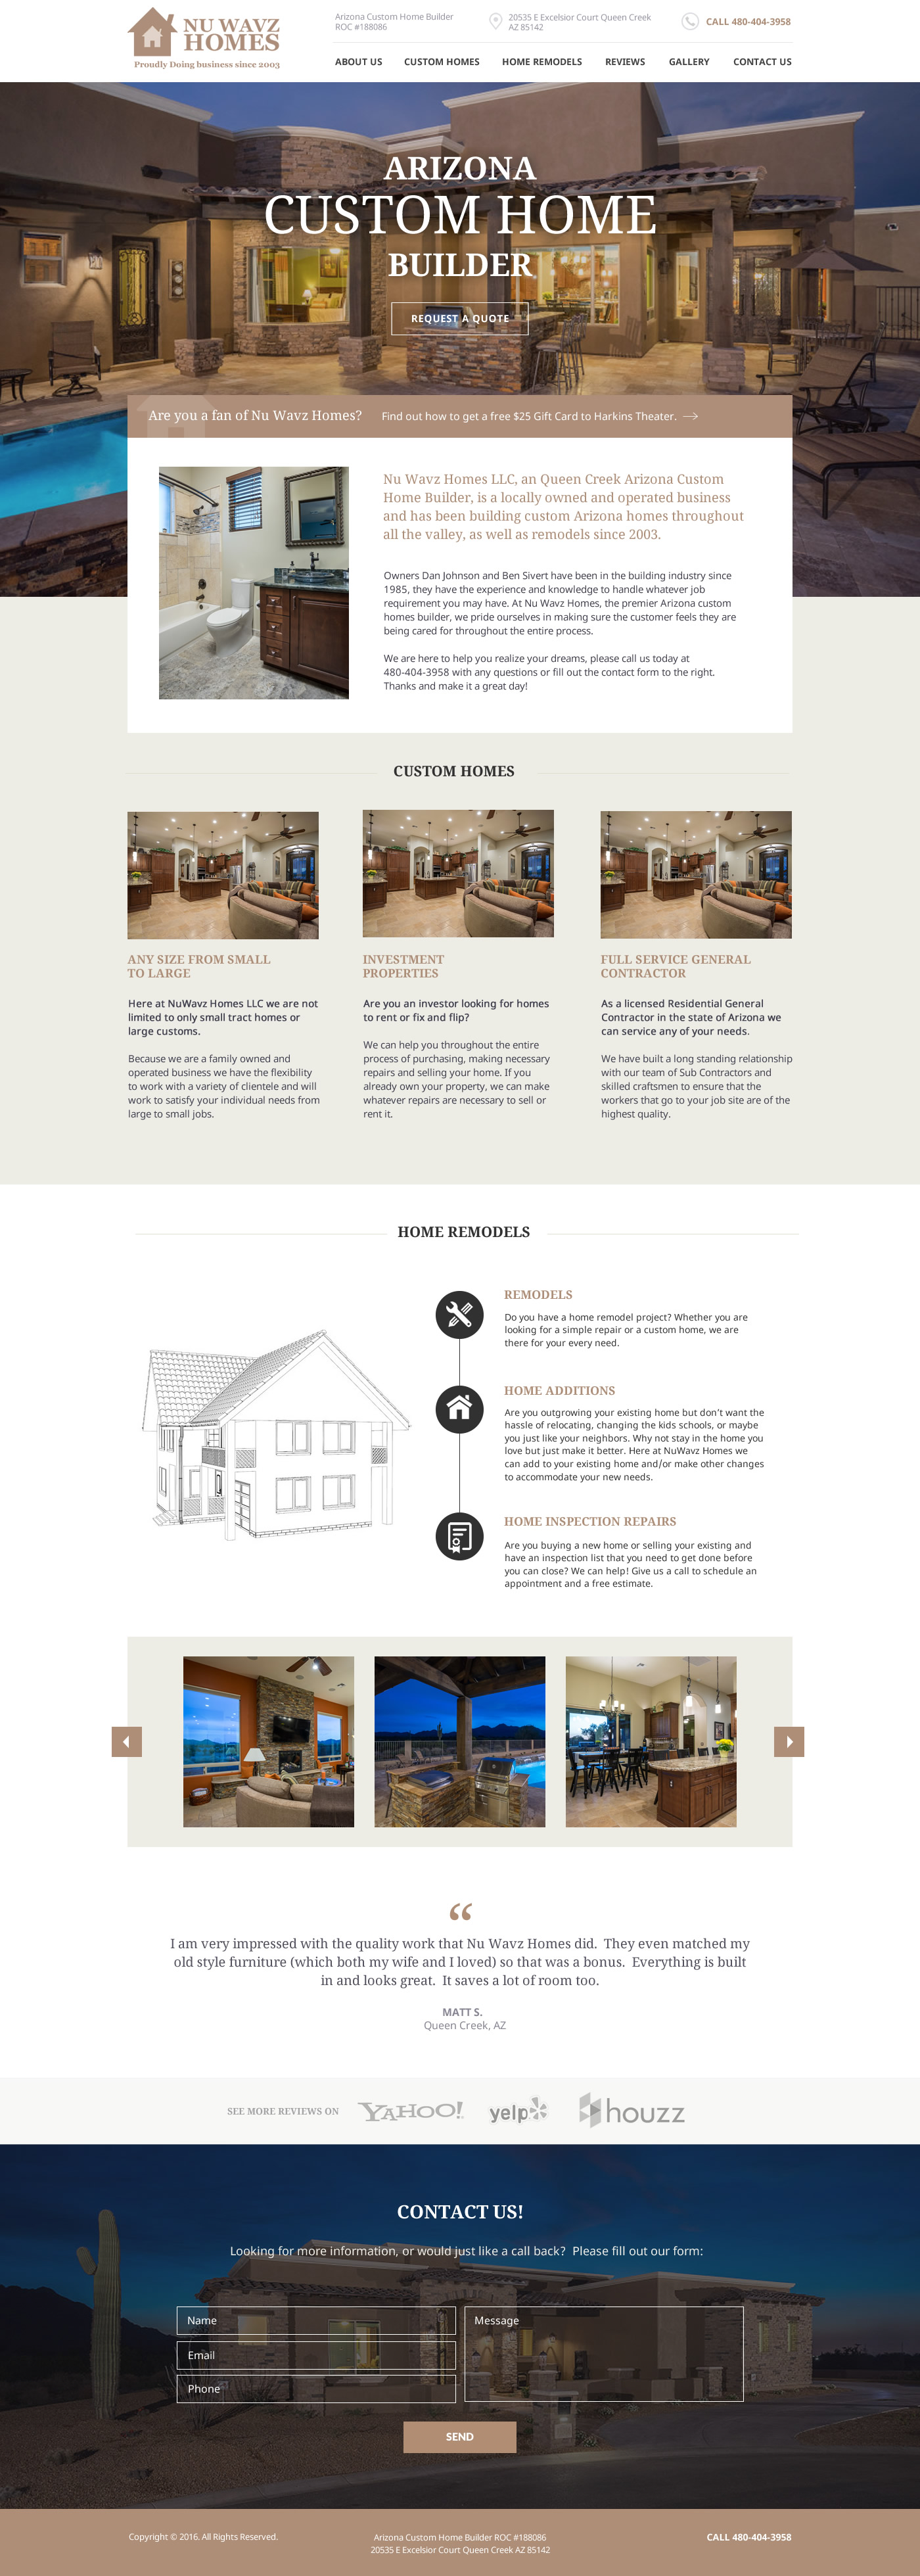 NU WAVZ
HOMES
Proudly Doing business since 2003
Arizona Custom Home Builder
ROC #188086
20535 E Excelsior Court Queen Creek
AZ 85142
CALL 480-404-3958
ABOUT US CUSTOM HOMES HOME REMODELS REVIEWS GALLERY CONTACT US
ARIZONA
CUSTOM HOME
BUILDER
REQUEST A QUOTE
Are you a fan of Nu Wavz Homes? Find out how to get a free $25 Gift Card to Harkins Theater.
Nu Wavz Homes LLC, an Queen Creek Arizona Custom
Home Builder, is a locally owned and operated business
and has been building custom Arizona homes throughout
all the valley, as well as remodels since 2003.
Owners Dan Johnson and Ben Sivert have been in the building industry since
1985, they have the experience and knowledge to handle whatever job
requirement you may have. At Nu Wavz Homes, the premier Arizona custom
homes builder, we pride ourselves in making sure the customer feels they are
being cared for throughout the entire process.
We are here to help you realize your dreams, please call us today at
480-404-3958 with any questions or fill out the contact form to the right.
Thanks and make it a great day!
CUSTOM HOMES
ANY SIZE FROM SMALL
TO LARGE
Here at NuWavz Homes LLC we are not
limited to only small tract homes or
large customs.
Because we are a family owned and
operated business we have the flexibility
to work with a variety of clientele and will
work to satisfy your individual needs from
large to small jobs.
INVESTMENT
PROPERTIES
Are you an investor looking for homes
to rent or fix and flip?
We can help you throughout the entire
process of purchasing, making necessary
repairs and selling your home. If you
already own your property, we can make
whatever repairs are necessary to sell or
rent it.
FULL SERVICE GENERAL
CONTRACTOR
As a licensed Residential General
Contractor in the state of Arizona we
can service any of your needs.
We have built a long standing relationship
with our team of Sub Contractors and
skilled craftsmen to ensure that the
workers that go to your job site are of the
highest quality.
HOME REMODELS
REMODELS
Do you have a home remodel project? Whether you are
looking for a simple repair or a custom home, we are
there for your every need.
HOME ADDITIONS
Are you outgrowing your existing home but don't want the
hassle of relocating, changing the kids schools, or maybe
you just like your neighbors. Why not stay in the home you
love but just make it better. Here at NuWavz Homes we
can add to your existing home and/or make other changes
to accommodate your new needs.
HOME INSPECTION REPAIRS
Are you buying a new home or selling your existing and
have an inspection list that you need to get done before
you can close? We can help! Give us a call to schedule an
appointment and a free estimate.
“
I am very impressed with the quality work that Nu Wavz Homes did. They even matched my
old style furniture (which both my wife and I loved) so that was a bonus. Everything is built
in and looks great. It saves a lot of room too.
MATT S.
Queen Creek, AZ
SEE MORE REVIEWS ON YAHOO! yelp houzz
CONTACT US!
Looking for more information, or would just like a call back? Please fill out our form:
Name
Email
Phone
Message
SEND
Copyright © 2016. All Rights Reserved.
Arizona Custom Home Builder ROC #188086
20535 E Excelsior Court Queen Creek AZ 85142
CALL 480-404-3958